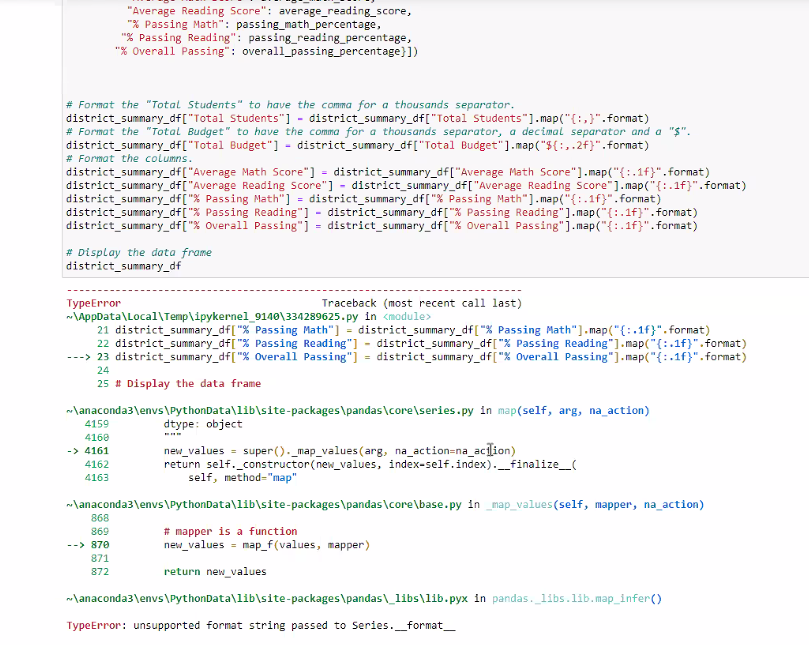 "Average Reading Score": average_reading_score,
"% Passing Math": passing_math_percentage,
"% Passing Reading": passing_reading_percentage,
"% Overall Passing": overall_passing_percentage}])
# Format the "Total Students" to have the comma for a thousands separator.
district_summary_df["Total Students"] = district_summary_df["Total Students"].map("{:,}".format)
# Format the "Total Budget" to have the comma for a thousands separator, a decimal separator and a "$".
district_summary_df["Total Budget"] = district_summary_df["Total Budget"].map("${:,.2f}".format)
# Format the columns.
district_summary_df["Average Math Score"] = district_summary_df["Average Math Score"].map("{:.1f}".format)
district_summary_df["Average Reading Score"] = district_summary_df["Average Reading Score"].map("{:.1f}".format)
district_summary_df["% Passing Math"] = district_summary_df["% Passing Math"].map("{:.1f}".format)
district_summary_df["% Passing Reading"] = district_summary_df["% Passing Reading"].map("{:.1f}".format)
district_summary_df["% Overall Passing"] = district_summary_df["% Overall Passing"].map("{:.1f}".format)
# Display the data frame
district_summary_df
---------------------------------------------------------------------------
TypeError Traceback (most recent call last)
~\AppData\Local\Temp\ipykernel_9140\334289625.py in <module>
21 district_summary_df["% Passing Math"] = district_summary_df["% Passing Math"].map("{:.1f}".format)
22 district_summary_df["% Passing Reading"] = district_summary_df["% Passing Reading"].map("{:.1f}".format)
---> 23 district_summary_df["% Overall Passing"] = district_summary_df["% Overall Passing"].map("{:.1f}".format)
24
25 # Display the data frame
~\anaconda3\envs\PythonData\lib\site-packages\pandas\core\series.py in map(self, arg, na_action)
4159 dtype: object
4160 """
-> 4161 new_values = super()._map_values(arg, na_action=na_action)
4162 return self._constructor(new_values, index=self.index).__finalize__(
4163 self, method="map"
~\anaconda3\envs\PythonData\lib\site-packages\pandas\core\base.py in _map_values(self, mapper, na_action)
868
869 # mapper is a function
--> 870 new_values = map_f(values, mapper)
871
872 return new_values
~\anaconda3\envs\PythonData\lib\site-packages\pandas\_libs\lib.pyx in pandas._libs.lib.map_infer()
TypeError: unsupported format string passed to Series.__format__